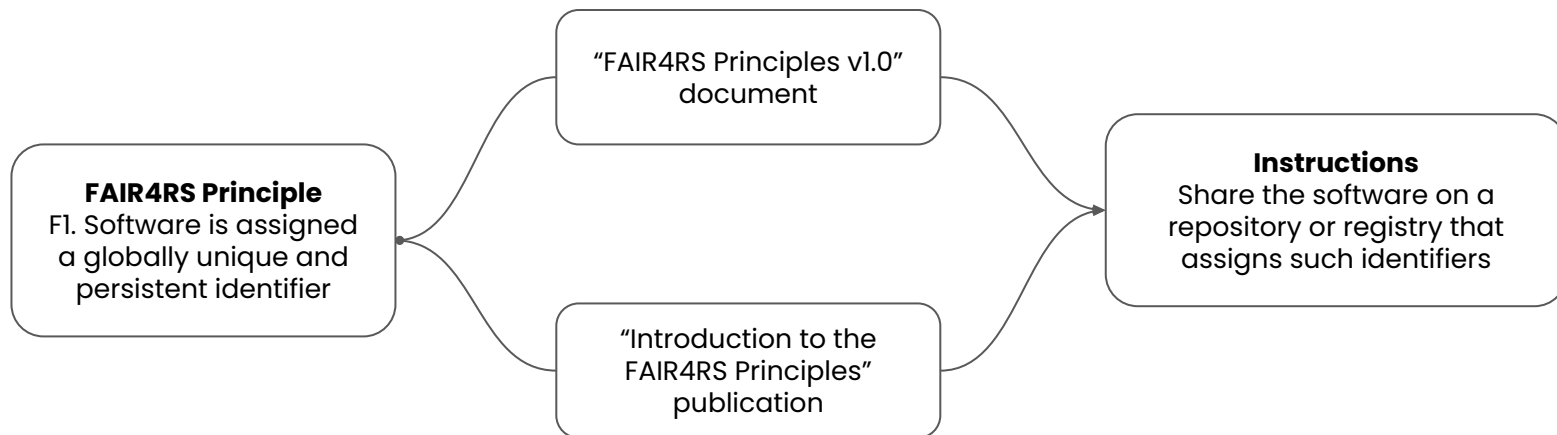 FAIR4RS Principle
F1. Software is assigned
a globally unique and
persistent identifier
“FAIR4RS Principles v1.0”
document
“Introduction to the
FAIR4RS Principles”
publication
Instructions
Share the software on a
repository or registry that
assigns such identifiers